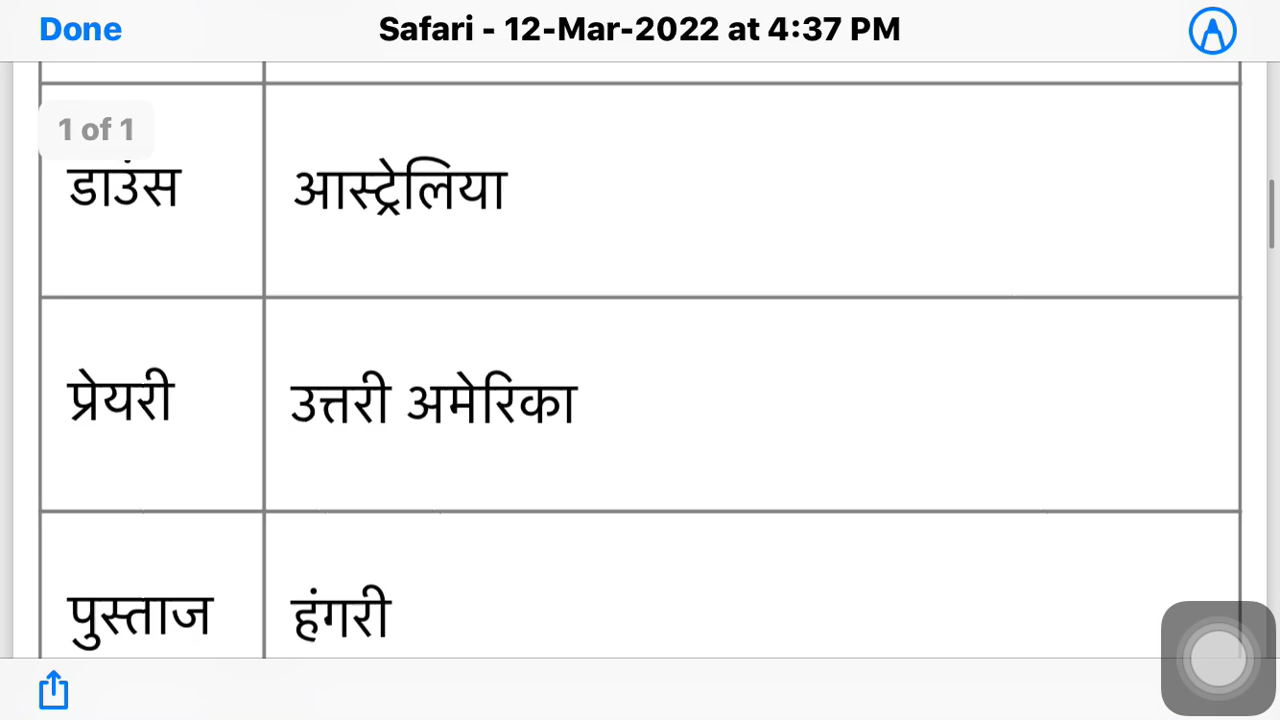 Done
Safari - 12-Mar-2022 at 4:37 PM
1 of 1
डाउंस
आस्ट्रेलिया
प्रेयरी
उत्तरी अमेरिका
पुस्ताज
हंगरी